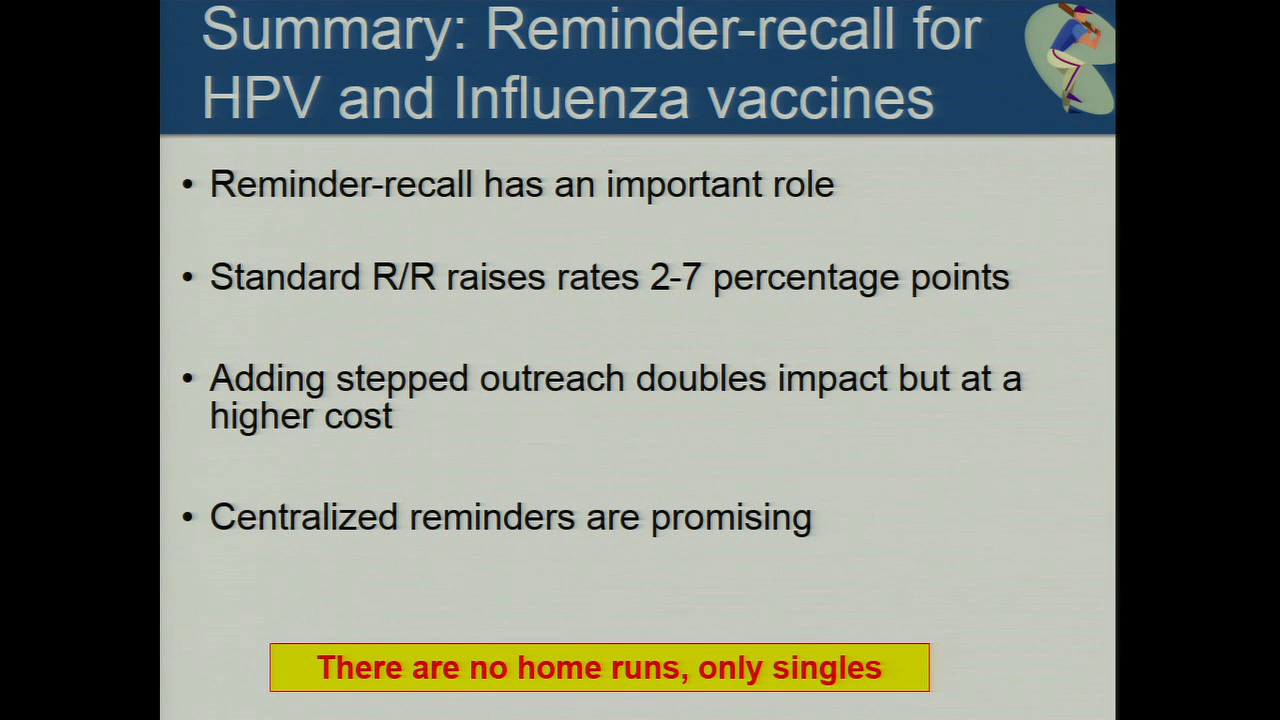 Summary: Reminder-recall for
HPV and Influenza vaccines
• Reminder-recall has an important role
• Standard R/R raises rates 2-7 percentage points
• Adding stepped outreach doubles impact but at a
higher cost
• Centralized reminders are promising
There are no home runs, only singles